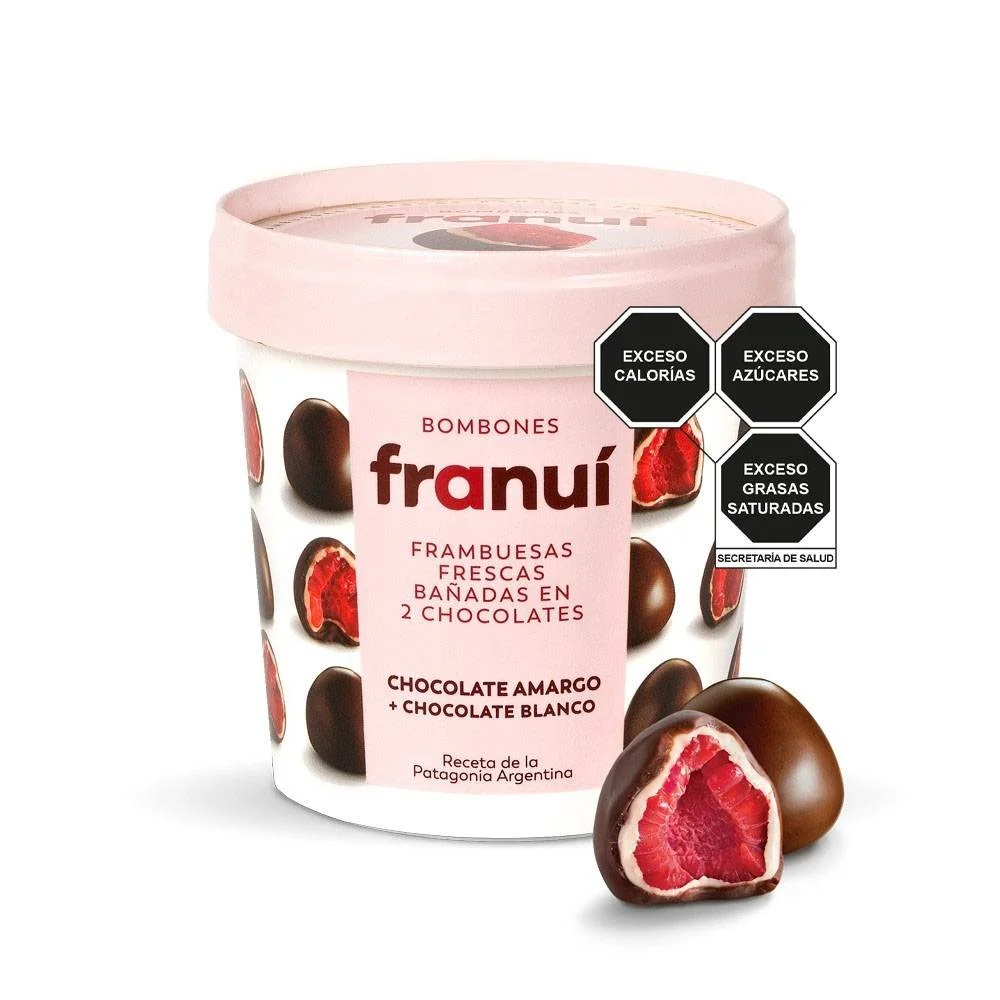 franuí
BOMBONES
franuí
FRAMBUESAS
FRESCAS
BAÑADAS EN
2 CHOCOLATES
CHOCOLATE AMARGO
+ CHOCOLATE BLANCO
Receta de la
Patagonia Argentina
EXCESO
CALORÍAS
EXCESO
AZÚCARES
EXCESO
GRASAS
SATURADAS
SECRETARÍA DE SALUD